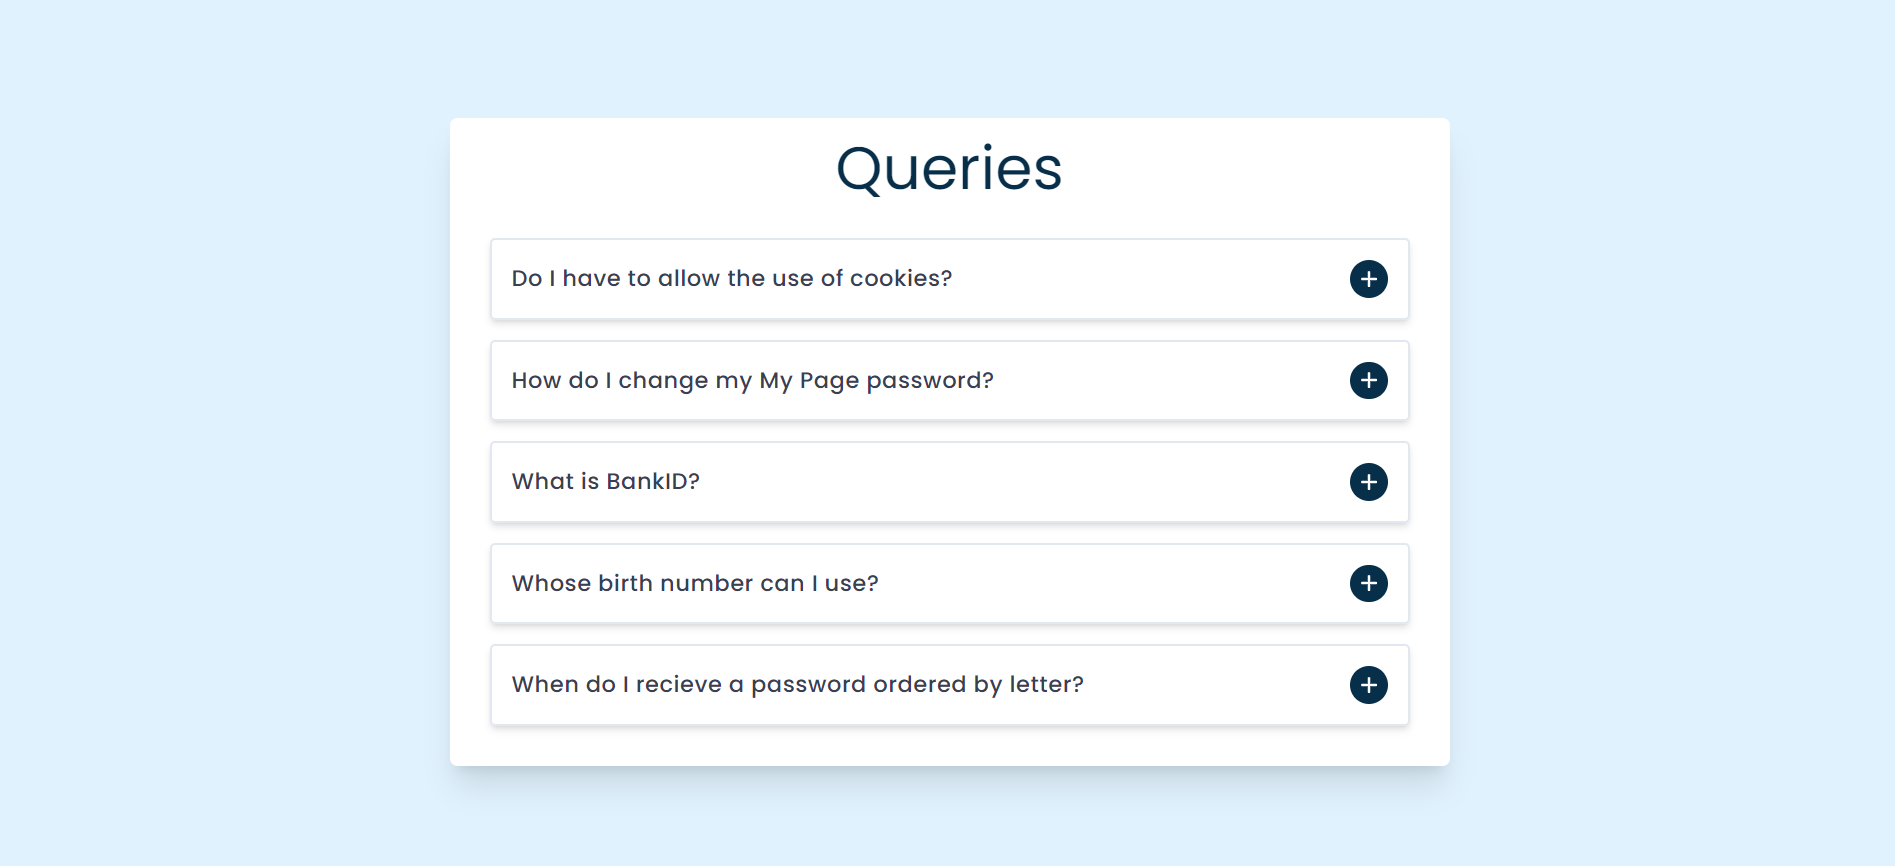 Queries
Do I have to allow the use of cookies?
How do I change my My Page password?
What is BankID?
Whose birth number can I use?
When do I recieve a password ordered by letter?